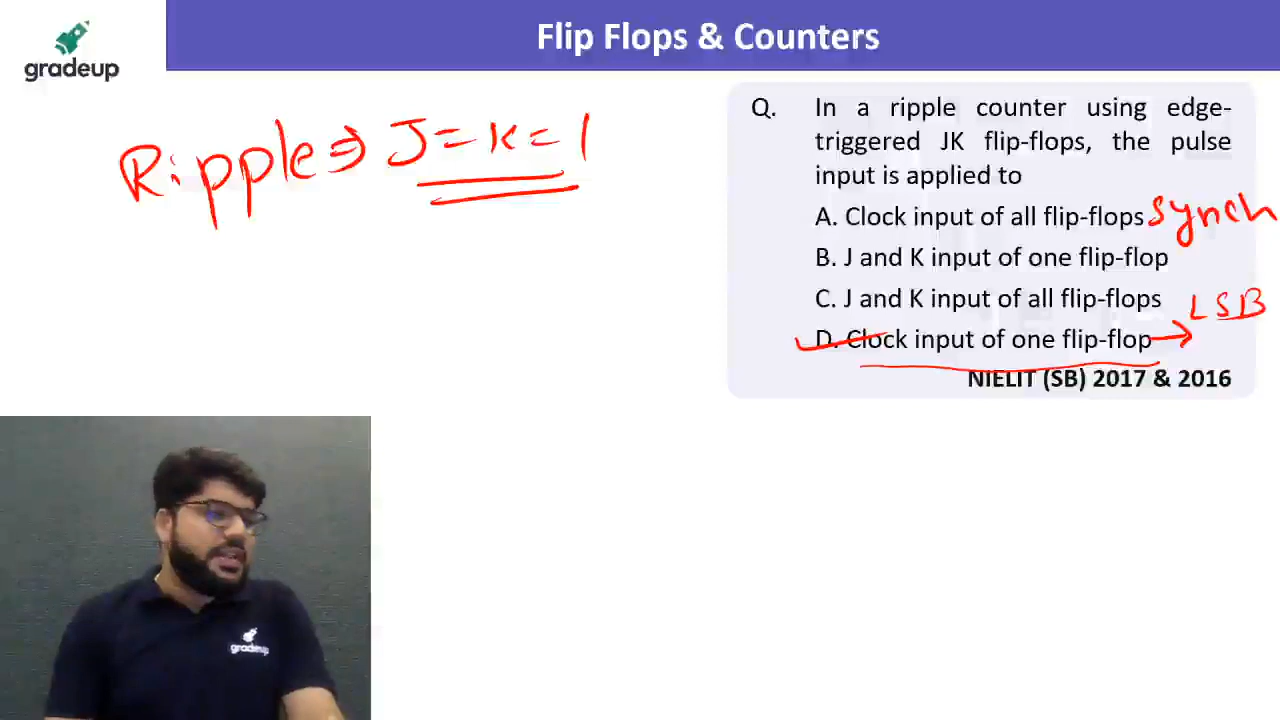 gradeup
Flip Flops & Counters
Ripple ⇒ J = K = 1
Q. In a ripple counter using edge-
triggered JK flip-flops, the pulse
input is applied to
A. Clock input of all flip-flops synch
B. J and K input of one flip-flop
C. J and K input of all flip-flops
LSB
D. Clock input of one flip-flop →
NIELIT (SB) 2017 & 2016
gradeup